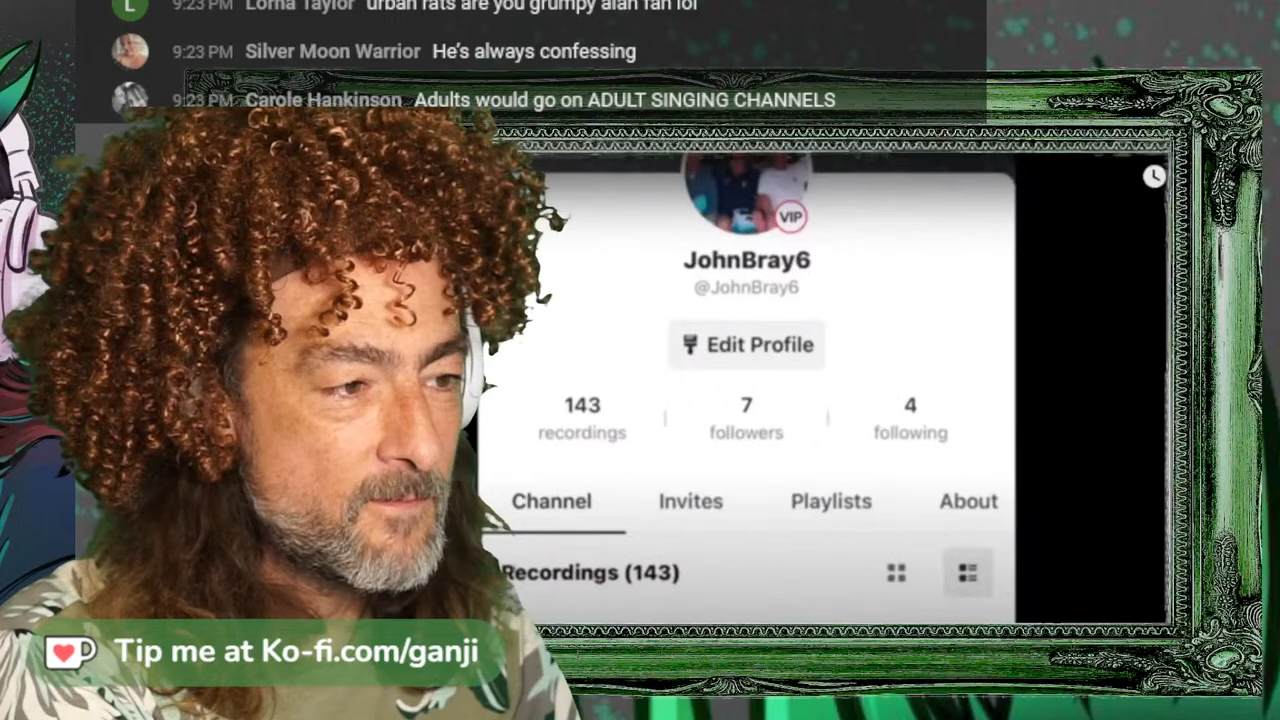 L 9:23 PM Lorna Taylor urban rats are you grumpy alan fan lol
9:23 PM Silver Moon Warrior He's always confessing
9:23 PM Carole Hankinson Adults would go on ADULT SINGING CHANNELS
VIP
JohnBray6
@JohnBray6
Edit Profile
143 7 4
recordings followers following
Channel Invites Playlists About
Recordings (143)
Tip me at Ko-fi.com/ganji